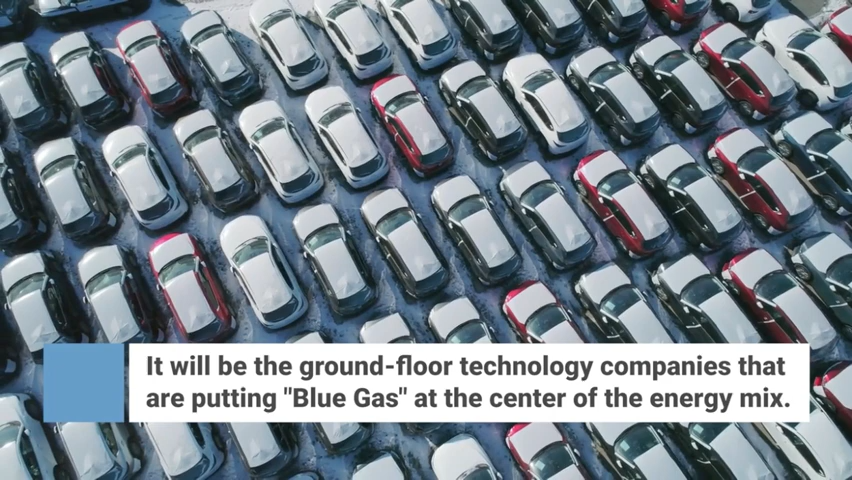 It will be the ground-floor technology companies that
are putting "Blue Gas" at the center of the energy mix.